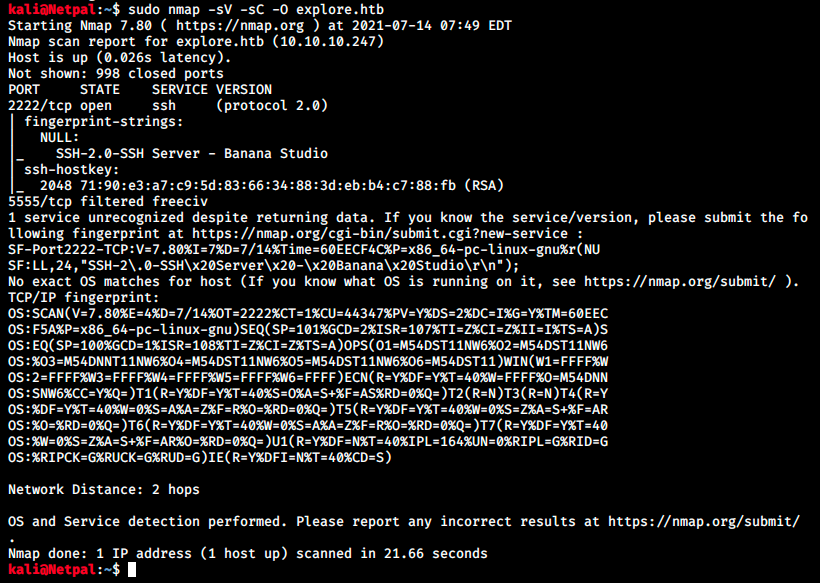 kali@Netpal:~$ sudo nmap -sV -sC -O explore.htb
Starting Nmap 7.80 ( https://nmap.org ) at 2021-07-14 07:49 EDT
Nmap scan report for explore.htb (10.10.10.247)
Host is up (0.026s latency).
Not shown: 998 closed ports
PORT     STATE    SERVICE VERSION
2222/tcp open     ssh     (protocol 2.0)
| fingerprint-strings:
|   NULL:
|_    SSH-2.0-SSH Server - Banana Studio
| ssh-hostkey:
|_  2048 71:90:e3:a7:c9:5d:83:66:34:88:3d:eb:b4:c7:88:fb (RSA)
5555/tcp filtered freeciv
1 service unrecognized despite returning data. If you know the service/version, please submit the fo
llowing fingerprint at https://nmap.org/cgi-bin/submit.cgi?new-service :
SF-Port2222-TCP:V=7.80%I=7%D=7/14%Time=60EECF4C%P=x86_64-pc-linux-gnu%r(NU
SF:LL,24,"SSH-2\.0-SSH\x20Server\x20-\x20Banana\x20Studio\r\n");
No exact OS matches for host (If you know what OS is running on it, see https://nmap.org/submit/ ).
TCP/IP fingerprint:
OS:SCAN(V=7.80%E=4%D=7/14%OT=2222%CT=1%CU=44347%PV=Y%DS=2%DC=I%G=Y%TM=60EEC
OS:F5A%P=x86_64-pc-linux-gnu)SEQ(SP=101%GCD=2%ISR=107%TI=Z%CI=Z%II=I%TS=A)S
OS:EQ(SP=100%GCD=1%ISR=108%TI=Z%CI=Z%TS=A)OPS(O1=M54DST11NW6%O2=M54DST11NW6
OS:%O3=M54DNNT11NW6%O4=M54DST11NW6%O5=M54DST11NW6%O6=M54DST11)WIN(W1=FFFF%W
OS:2=FFFF%W3=FFFF%W4=FFFF%W5=FFFF%W6=FFFF)ECN(R=Y%DF=Y%T=40%W=FFFF%O=M54DNN
OS:SNW6%CC=Y%Q=)T1(R=Y%DF=Y%T=40%S=O%A=S+%F=AS%RD=0%Q=)T2(R=N)T3(R=N)T4(R=Y
OS:%DF=Y%T=40%W=0%S=A%A=Z%F=R%O=%RD=0%Q=)T5(R=Y%DF=Y%T=40%W=0%S=Z%A=S+%F=AR
OS:%O=%RD=0%Q=)T6(R=Y%DF=Y%T=40%W=0%S=A%A=Z%F=R%O=%RD=0%Q=)T7(R=Y%DF=Y%T=40
OS:%W=0%S=Z%A=S+%F=AR%O=%RD=0%Q=)U1(R=Y%DF=N%T=40%IPL=164%UN=0%RIPL=G%RID=G
OS:%RIPCK=G%RUCK=G%RUD=G)IE(R=Y%DFI=N%T=40%CD=S)

Network Distance: 2 hops

OS and Service detection performed. Please report any incorrect results at https://nmap.org/submit/
.
Nmap done: 1 IP address (1 host up) scanned in 21.66 seconds
kali@Netpal:~$